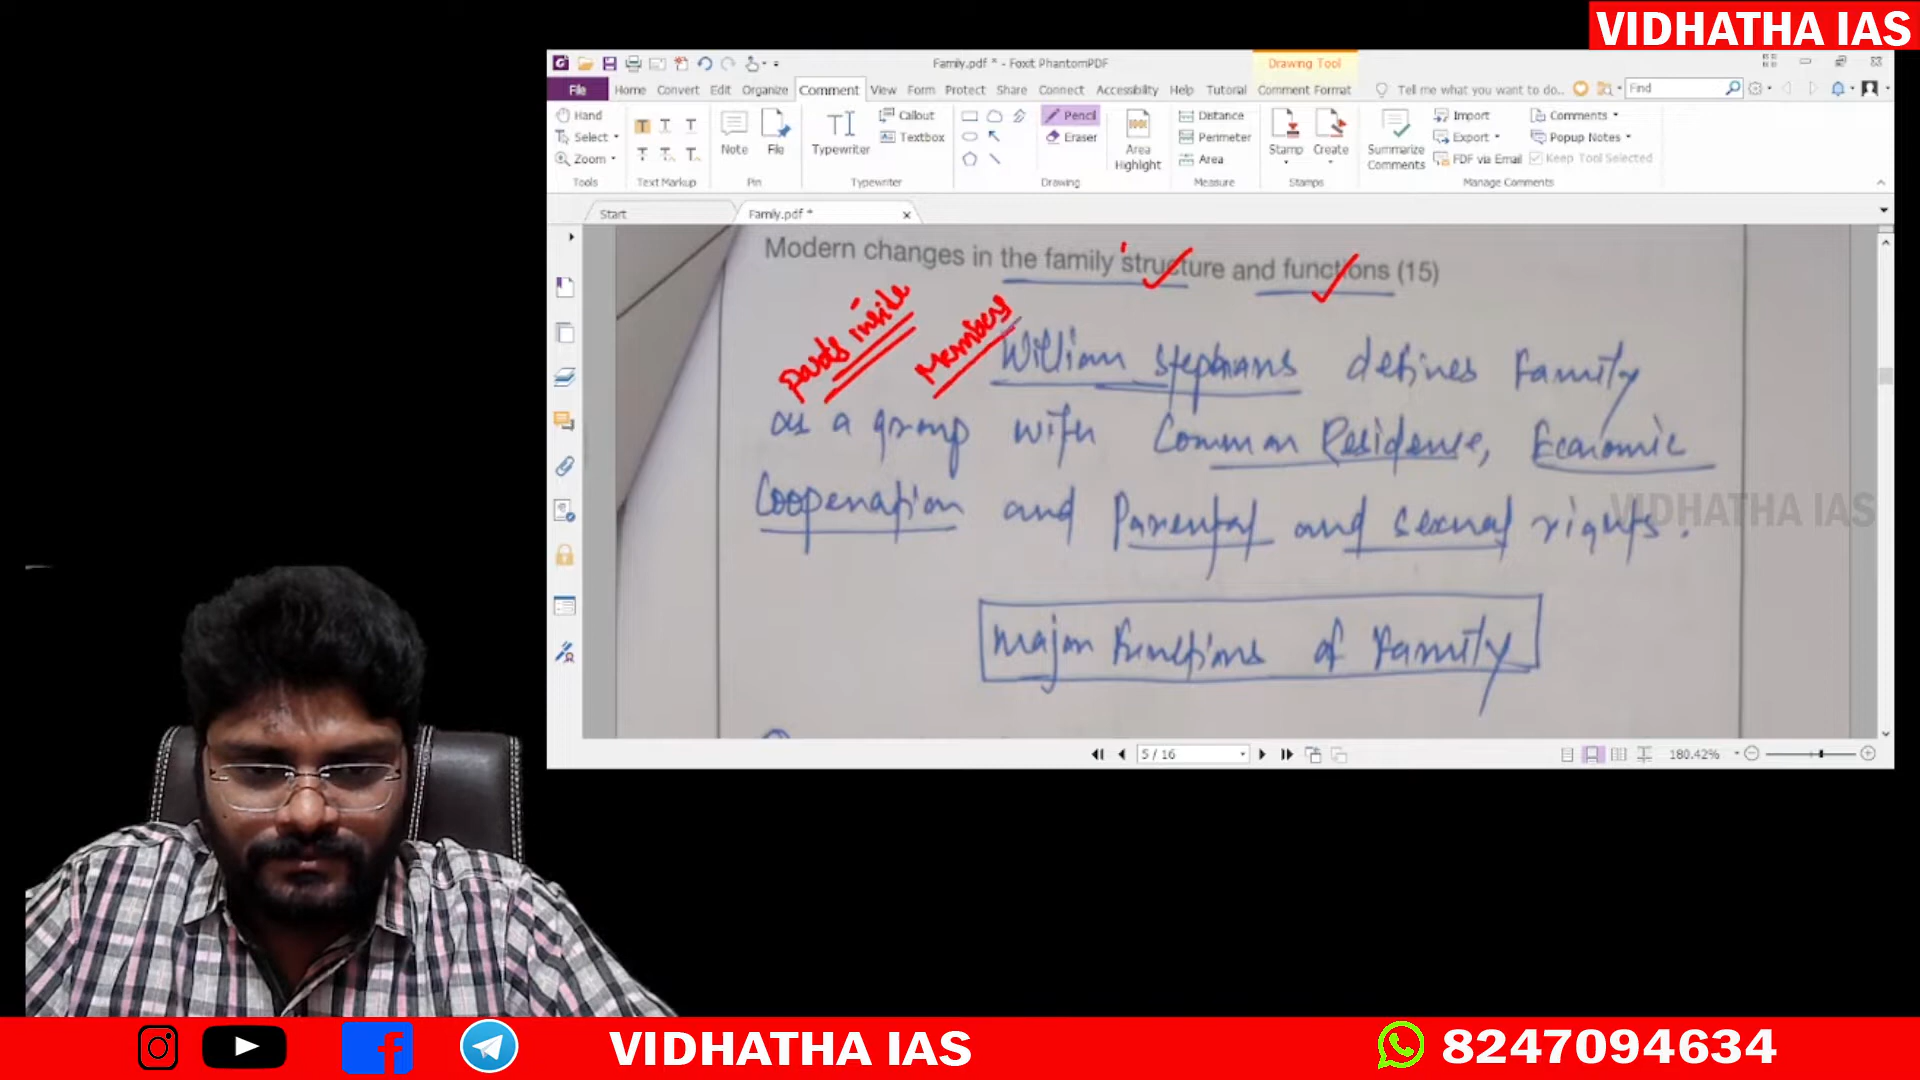 VIDHATHA IAS
Family.pdf * - Foxit PhantomPDF
Drawing Tool
File Home Convert Edit Organize Comment View Form Protect Share Connect Accessibility Help Tutorial Comment Format Tell me what you want to do.. Find
Hand
Select
Zoom
Tools
Text Markup
Note
File
Pin
Typewriter
Callout
Textbox
Typewriter
Pencil
Eraser
Area Highlight
Drawing
Distance
Perimeter
Area
Measure
Stamp
Create
Stamps
Summarize Comments
Import
Export
FDF via Email
Comments
Popup Notes
Keep Tool Selected
Manage Comments
Start
Family.pdf *
Modern changes in the family structure and functions (15)
parts inside
Members
William Stephans defines Family
as a group with Common Residense, Economic
Cooperation and Parental and sexual rights.
VIDHATHA IAS
Major Functions of Family
5 / 16
180.42%
VIDHATHA IAS
8247094634